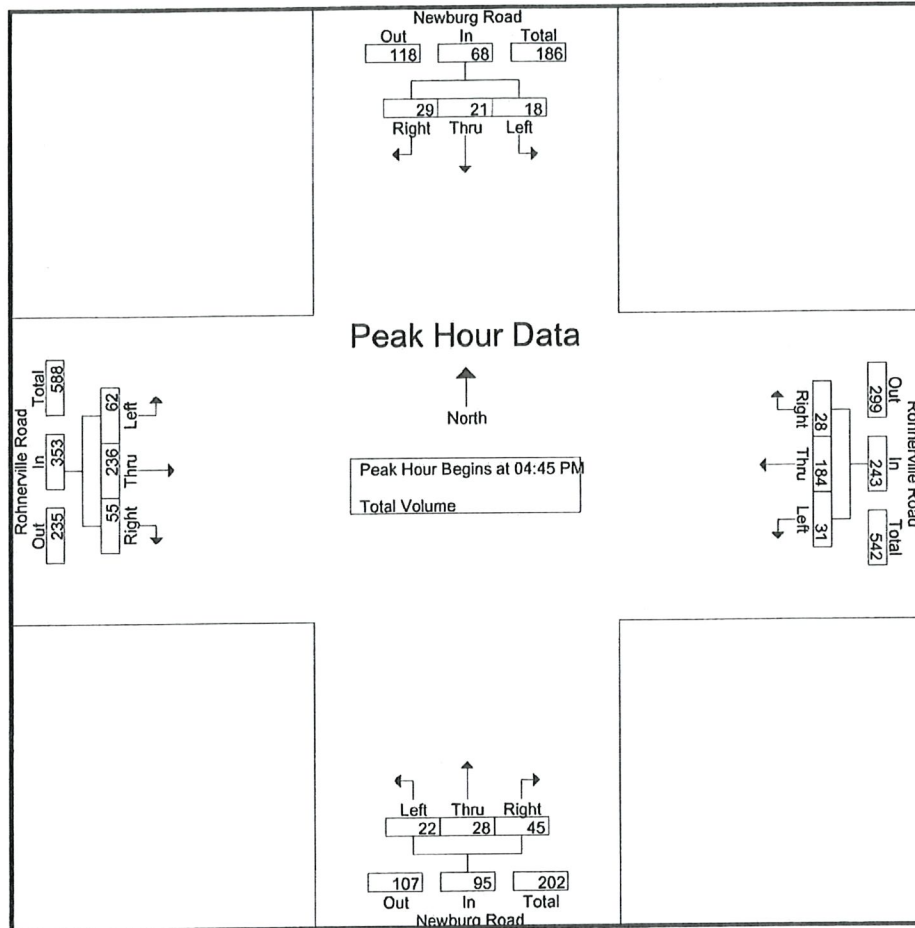 Newburg Road
Out In Total
118 68 186
29 21 18
Right Thru Left
Peak Hour Data
North
Peak Hour Begins at 04:45 PM
Total Volume
Rohnerville Road
Total In Out
588 353 235
62 236 55
Left Thru Right
Rohnerville Road
Out In Total
299 243 542
28 184 31
Right Thru Left
Left Thru Right
22 28 45
107 95 202
Out In Total
Newburg Road